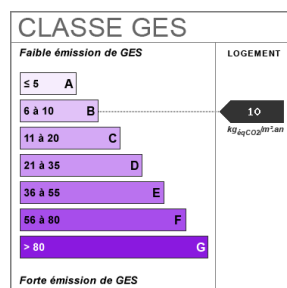 CLASSE GES
Faible émission de GES
LOGEMENT
≤ 5 A
6 à 10 B
10
kgéqCO2/m².an
11 à 20 C
21 à 35 D
36 à 55 E
56 à 80 F
> 80 G
Forte émission de GES